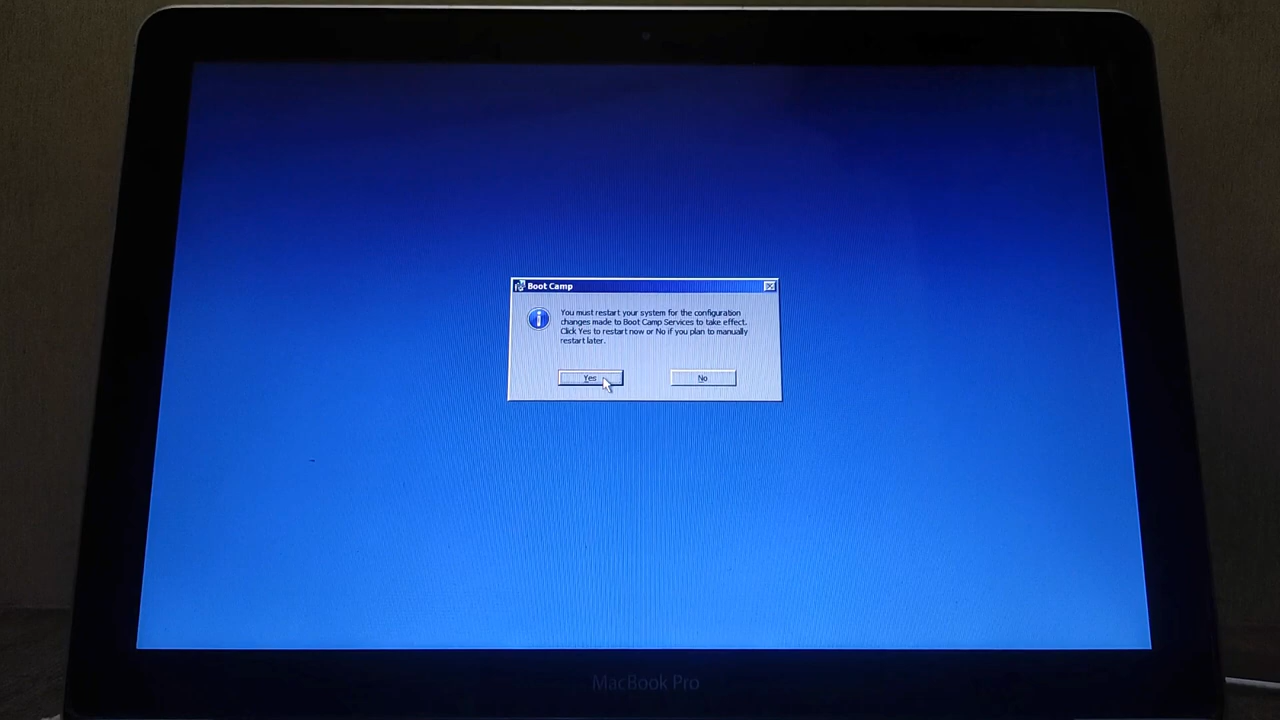 Boot Camp
You must restart your system for the configuration
changes made to Boot Camp Services to take effect.
Click Yes to restart now or No if you plan to manually
restart later.
Yes
No
MacBook Pro